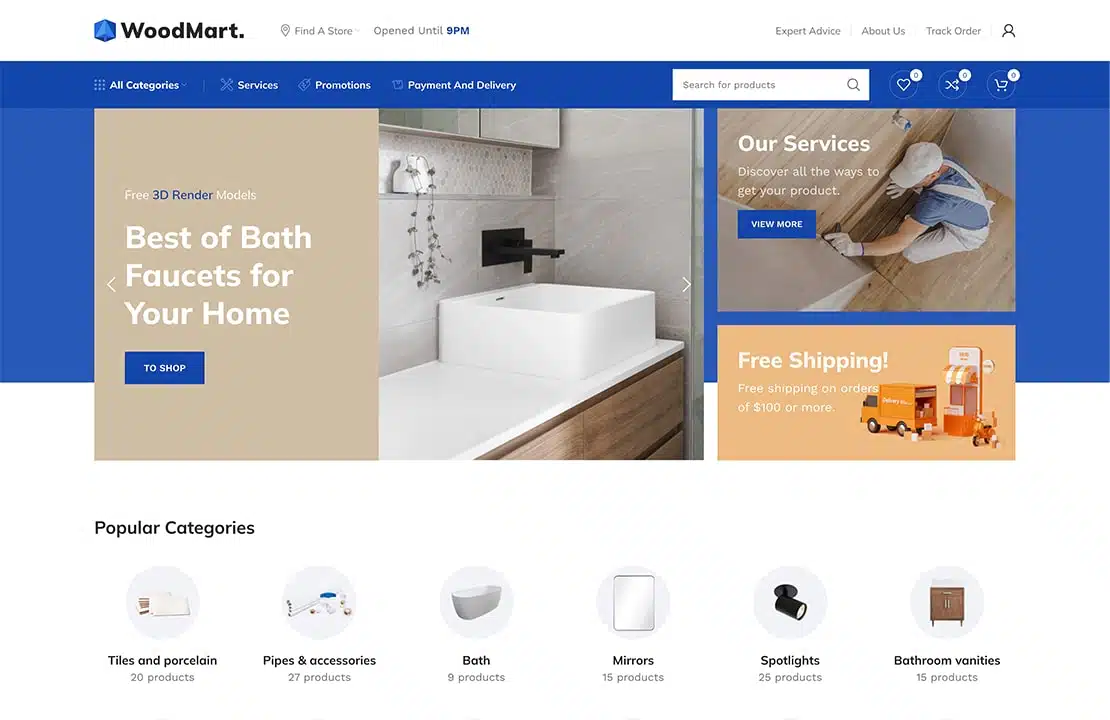 WoodMart.
Find A Store
Opened Until 9PM
Expert Advice
About Us
Track Order
All Categories
Services
Promotions
Payment And Delivery
Search for products
0
0
0
Free 3D Render Models
Best of Bath
Faucets for
Your Home
TO SHOP
Our Services
Discover all the ways to
get your product.
VIEW MORE
Free Shipping!
Free shipping on orders
of $100 or more.
Popular Categories
Tiles and porcelain
20 products
Pipes & accessories
27 products
Bath
9 products
Mirrors
15 products
Spotlights
25 products
Bathroom vanities
15 products